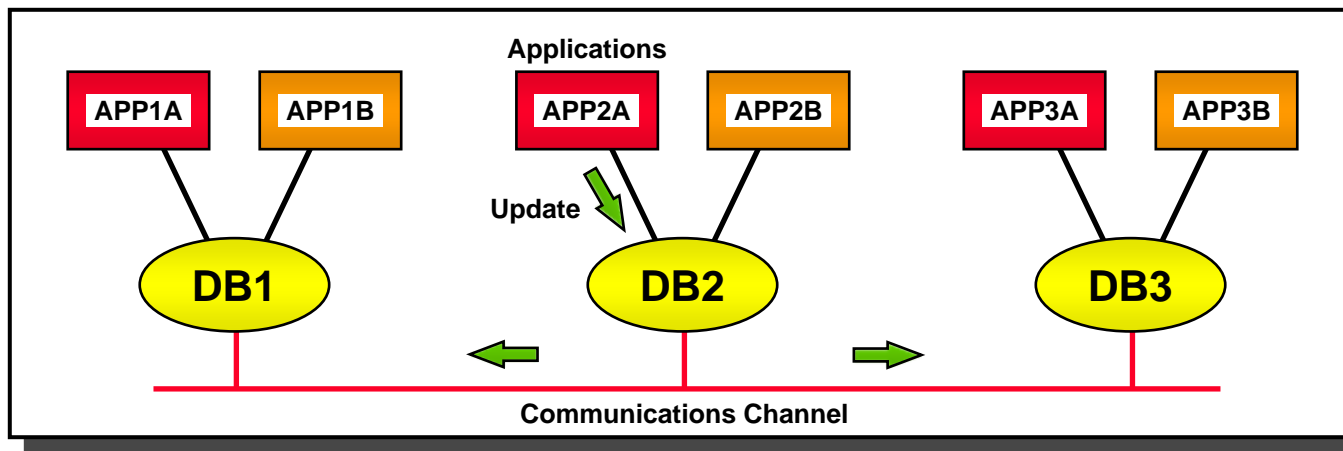 Applications
APP1A
APP1B
APP2A
APP2B
APP3A
APP3B
Update
DB1
DB2
DB3
Communications Channel